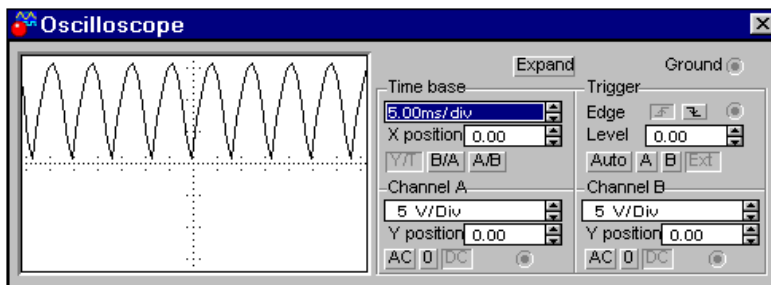 Oscilloscope
Expand
Ground
Time base
5.00ms/div
X position 0.00
Y/T B/A A/B
Trigger
Edge
Level 0.00
Auto A B Ext
Channel A
5 V/Div
Y position 0.00
AC 0 DC
Channel B
5 V/Div
Y position 0.00
AC 0 DC